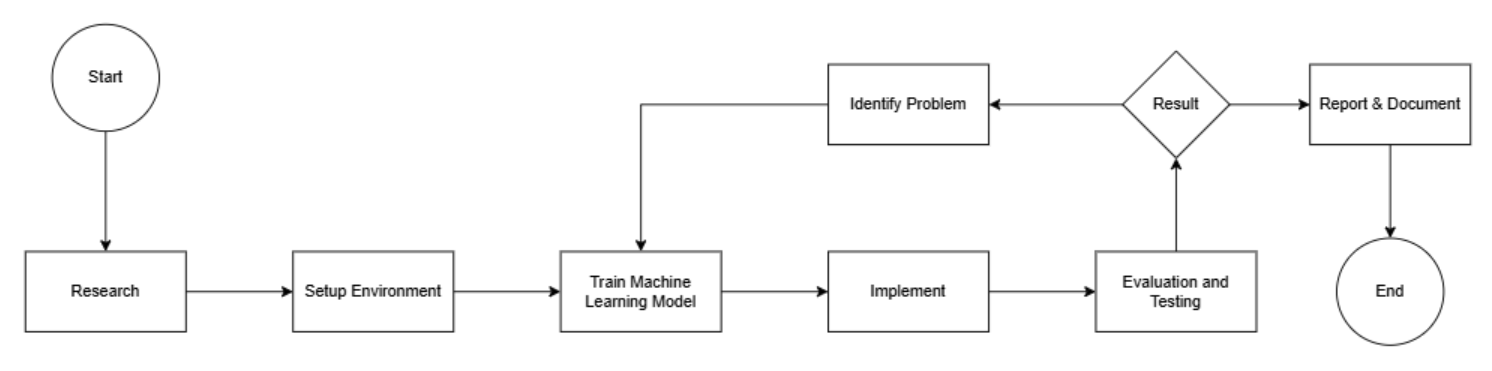 Start
Identify Problem
Result
Report & Document
Research
Setup Environment
Train Machine
Learning Model
Implement
Evaluation and
Testing
End